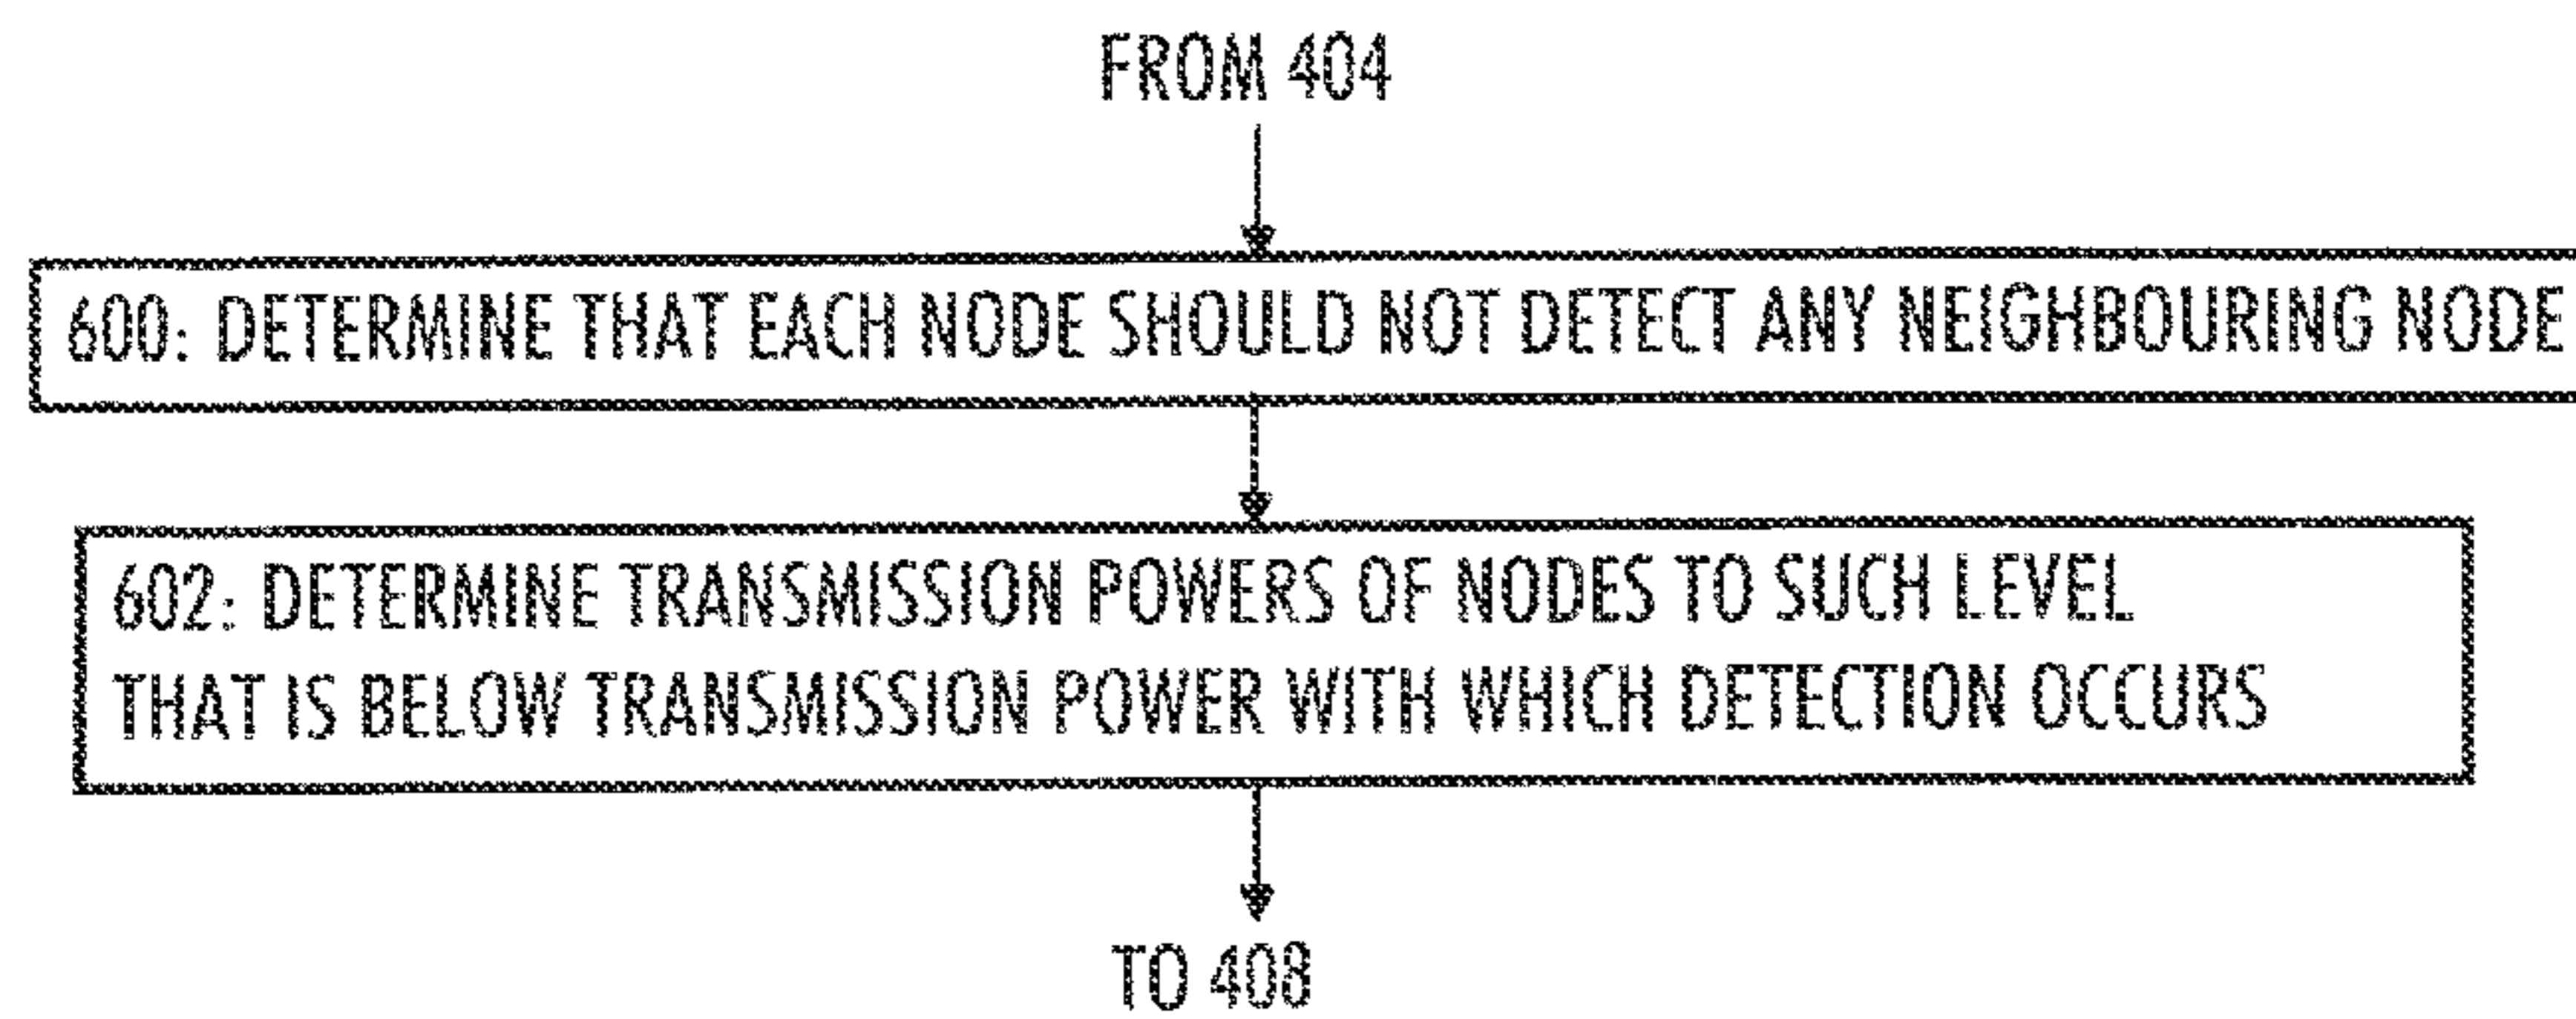 FROM 404
600: DETERMINE THAT EACH NODE SHOULD NOT DETECT ANY NEIGHBOURING NODE
602: DETERMINE TRANSMISSION POWERS OF NODES TO SUCH LEVEL
THAT IS BELOW TRANSMISSION POWER WITH WHICH DETECTION OCCURS
TO 408